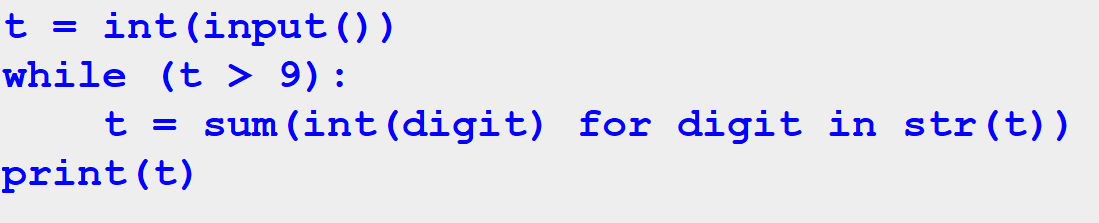 t = int(input())
while (t > 9):
    t = sum(int(digit) for digit in str(t))
print(t)